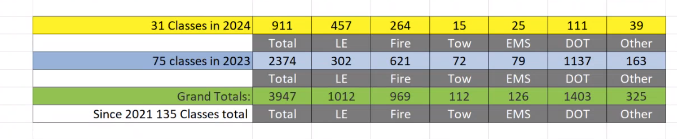 31 Classes in 2024 911 457 264 15 25 111 39
Total LE Fire Tow EMS DOT Other
75 classes in 2023 2374 302 621 72 79 1137 163
Total LE Fire Tow EMS DOT Other
Grand Totals: 3947 1012 969 112 126 1403 325
Since 2021 135 Classes total Total LE Fire Tow EMS DOT Other